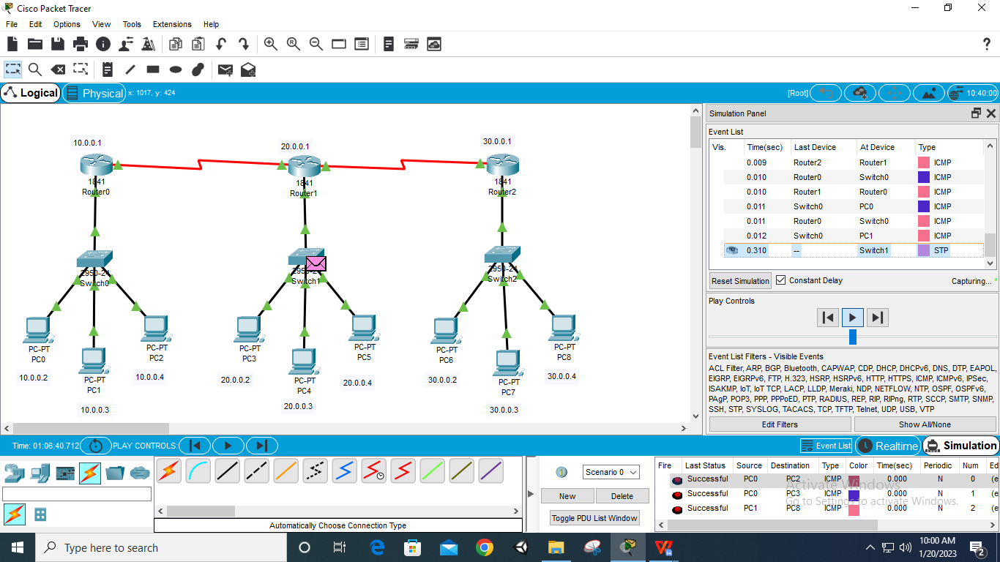 Cisco Packet Tracer
File Edit Options View Tools Extensions Help
Logical Physical x: 1017, y: 424 [Root] 10:40:00
10.0.0.1
20.0.0.1
30.0.0.1
1841
Router0
1841
Router1
1841
Router2
2950-24
Switch0
2950-24
Switch1
2950-24
Switch2
PC-PT
PC0
PC-PT
PC1
PC-PT
PC2
PC-PT
PC3
PC-PT
PC4
PC-PT
PC5
PC-PT
PC6
PC-PT
PC7
PC-PT
PC8
10.0.0.2
10.0.0.3
10.0.0.4
20.0.0.2
20.0.0.3
20.0.0.4
30.0.0.2
30.0.0.3
30.0.0.4
Simulation Panel
Event List
Vis. Time(sec) Last Device At Device Type
0.009 Router2 Router1 ICMP
0.010 Router0 Switch0 ICMP
0.010 Router1 Router0 ICMP
0.011 Switch0 PC0 ICMP
0.011 Router0 Switch0 ICMP
0.012 Switch0 PC1 ICMP
0.310 -- Switch1 STP
Reset Simulation Constant Delay Capturing... *
Play Controls
Event List Filters - Visible Events
ACL Filter, ARP, BGP, Bluetooth, CAPWAP, CDP, DHCP, DHCPv6, DNS, DTP, EAPOL,
EIGRP, EIGRPv6, FTP, H.323, HSRP, HSRPv6, HTTP, HTTPS, ICMP, ICMPv6, IPSec,
ISAKMP, IoT, IoT TCP, LACP, LLDP, Meraki, NDP, NETFLOW, NTP, OSPF, OSPFv6,
PAgP, POP3, PPP, PPPoED, PTP, RADIUS, REP, RIP, RIPng, RTP, SCCP, SMTP, SNMP,
SSH, STP, SYSLOG, TACACS, TCP, TFTP, Telnet, UDP, USB, VTP
Edit Filters Show All/None
Time: 01:06:40.712 PLAY CONTROLS: Event List Realtime Simulation
Automatically Choose Connection Type
Scenario 0
New Delete
Toggle PDU List Window
Fire Last Status Source Destination Type Color Time(sec) Periodic Num Edi
Successful PC0 PC2 ICMP 0.000 N 0 (e
Successful PC0 PC3 ICMP 0.000 N 1 (e
Successful PC1 PC8 ICMP 0.000 N 2 (e
Activate Windows
Go to Settings to activate Windows.
Type here to search
10:00 AM
1/20/2023
2